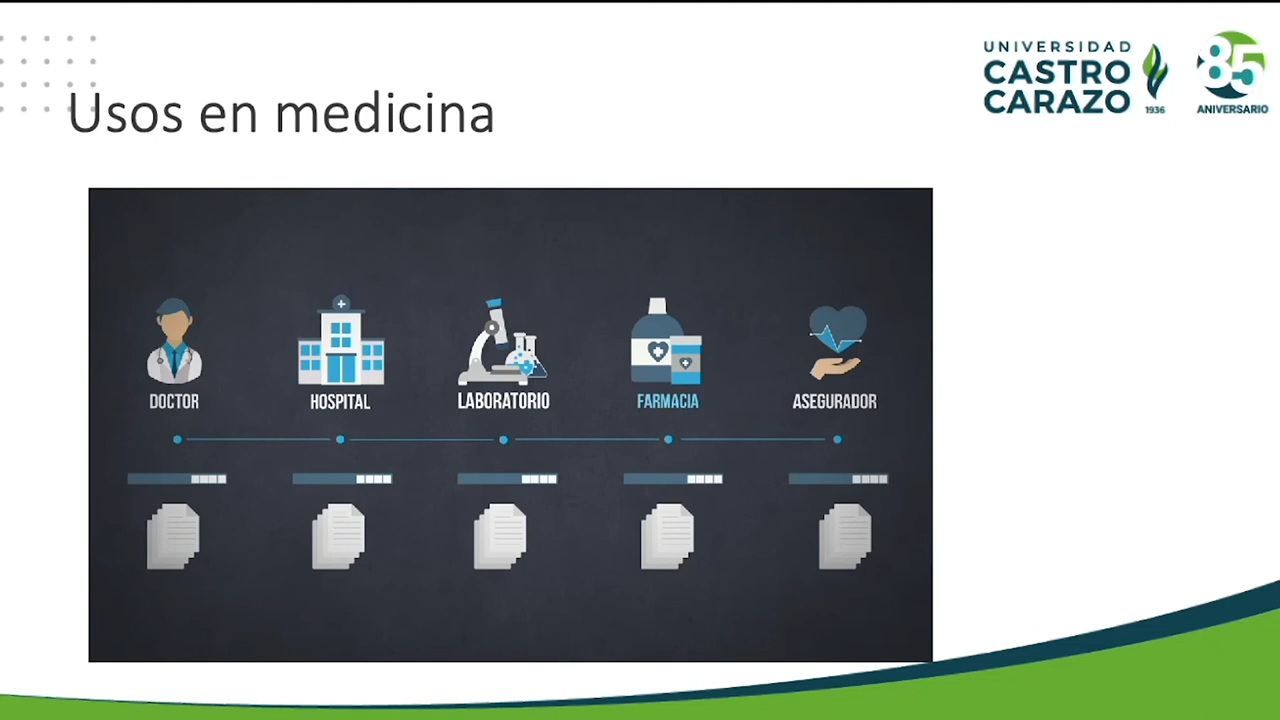 UNIVERSIDAD
CASTRO
CARAZO
1936
85
ANIVERSARIO
Usos en medicina
DOCTOR
HOSPITAL
LABORATORIO
FARMACIA
ASEGURADOR